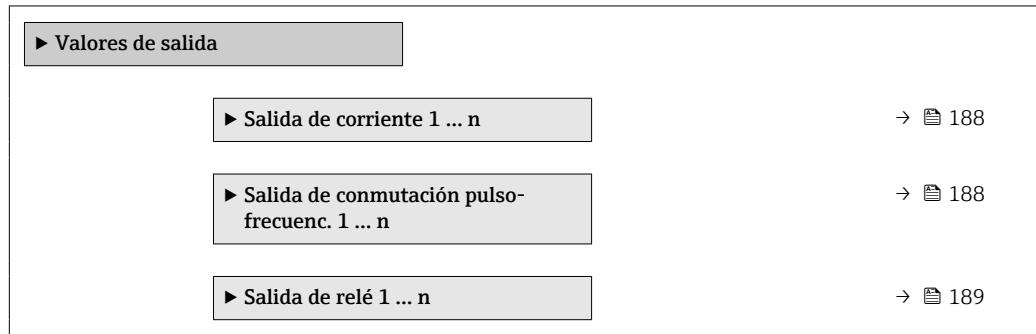 ▶ Valores de salida
▶ Salida de corriente 1 ... n → 188
▶ Salida de conmutación pulso-
frecuenc. 1 ... n → 188
▶ Salida de relé 1 ... n → 189